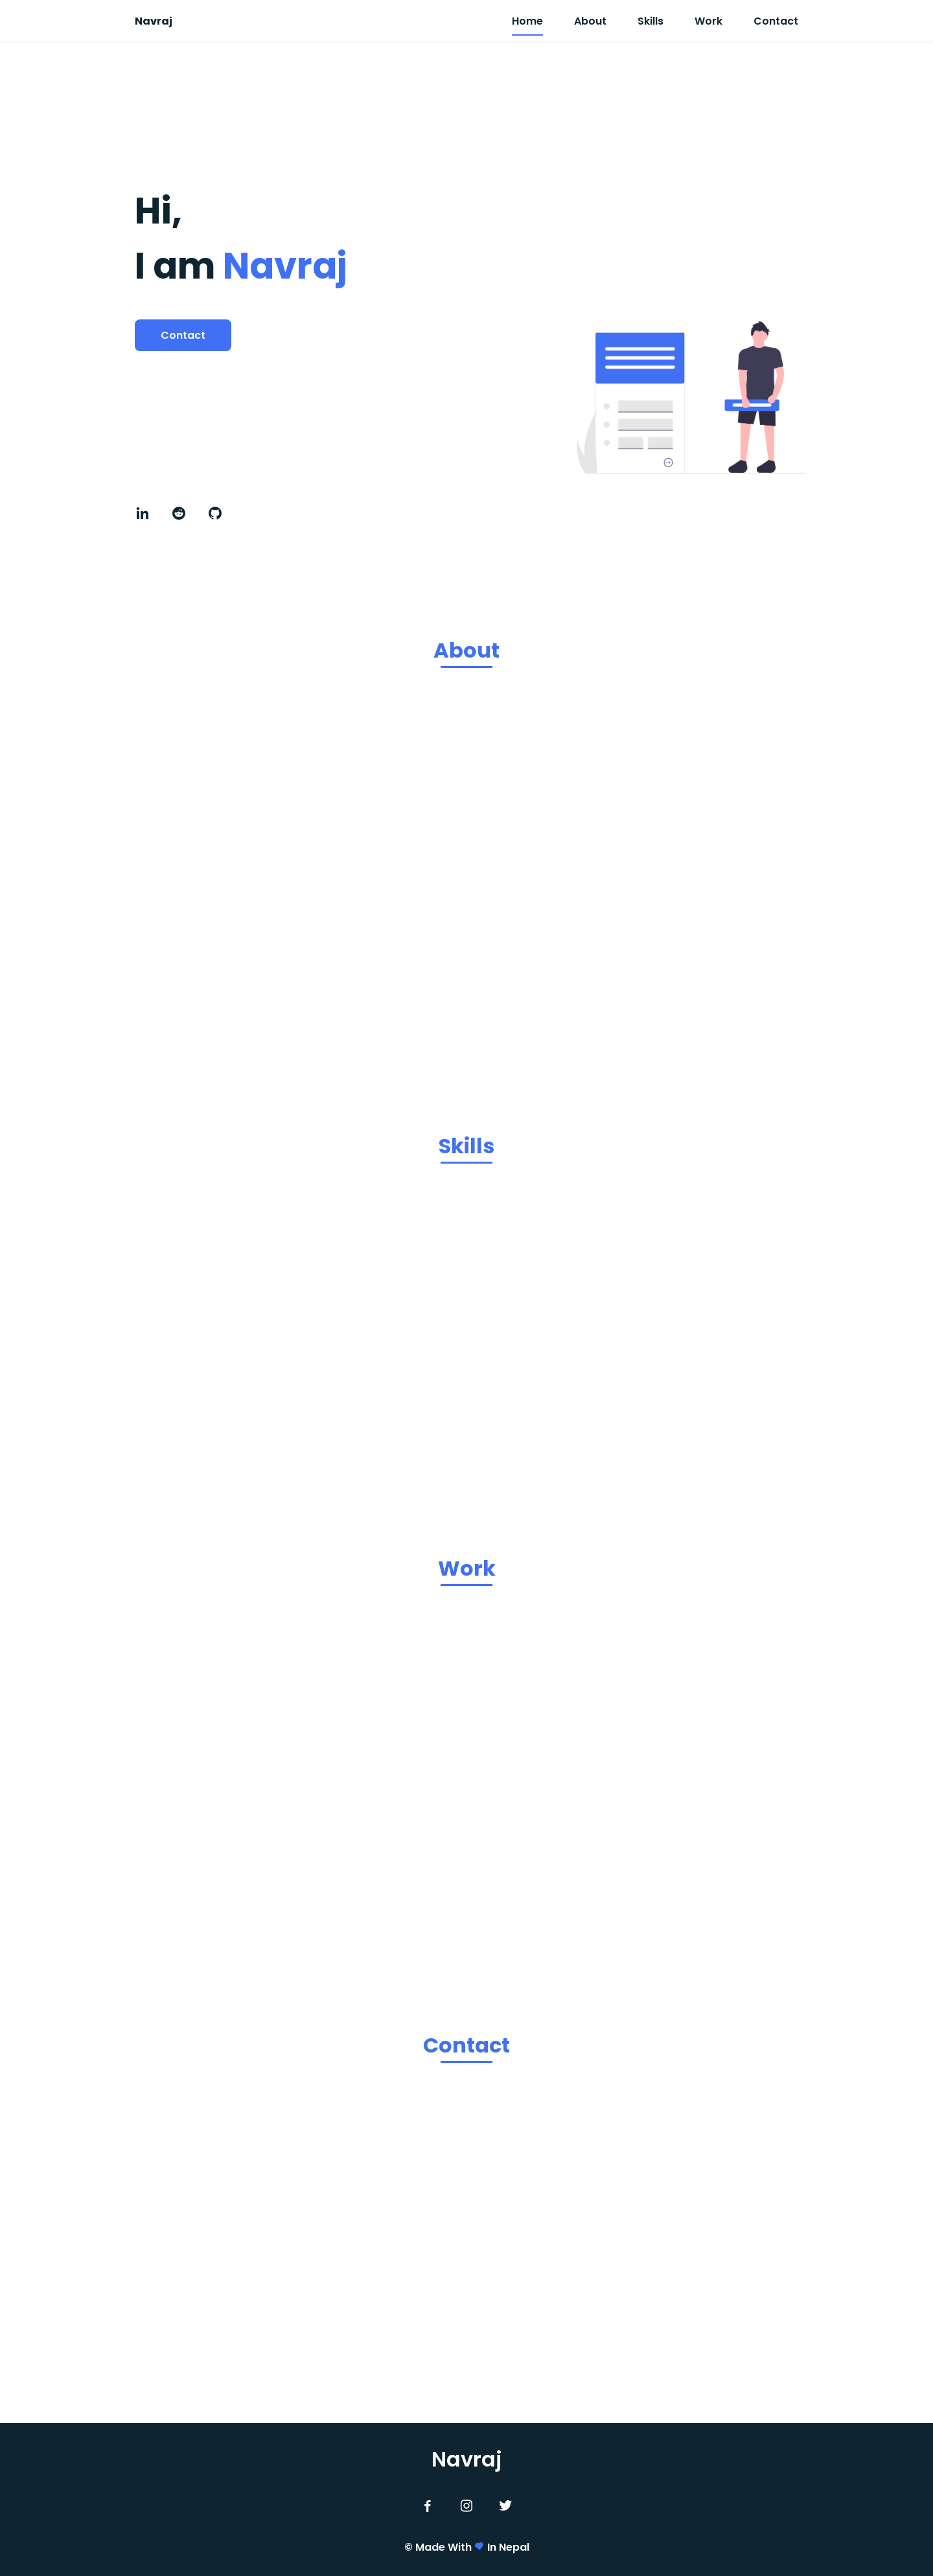 Navraj
Home About Skills Work Contact
Hi,
I am Navraj
Contact
About
Skills
Work
Contact
Navraj
© Made With In Nepal